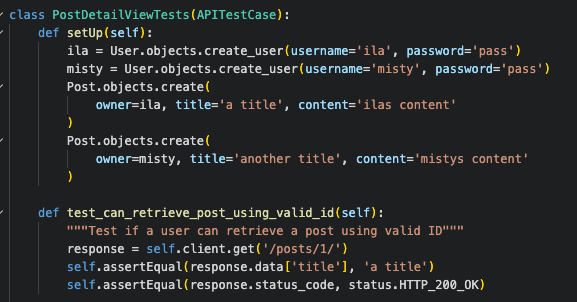 class PostDetailViewTests(APITestCase):
    def setUp(self):
        ila = User.objects.create_user(username='ila', password='pass')
        misty = User.objects.create_user(username='misty', password='pass')
        Post.objects.create(
            owner=ila, title='a title', content='ilas content'
        )
        Post.objects.create(
            owner=misty, title='another title', content='mistys content'
        )

    def test_can_retrieve_post_using_valid_id(self):
        """Test if a user can retrieve a post using valid ID"""
        response = self.client.get('/posts/1/')
        self.assertEqual(response.data['title'], 'a title')
        self.assertEqual(response.status_code, status.HTTP_200_OK)